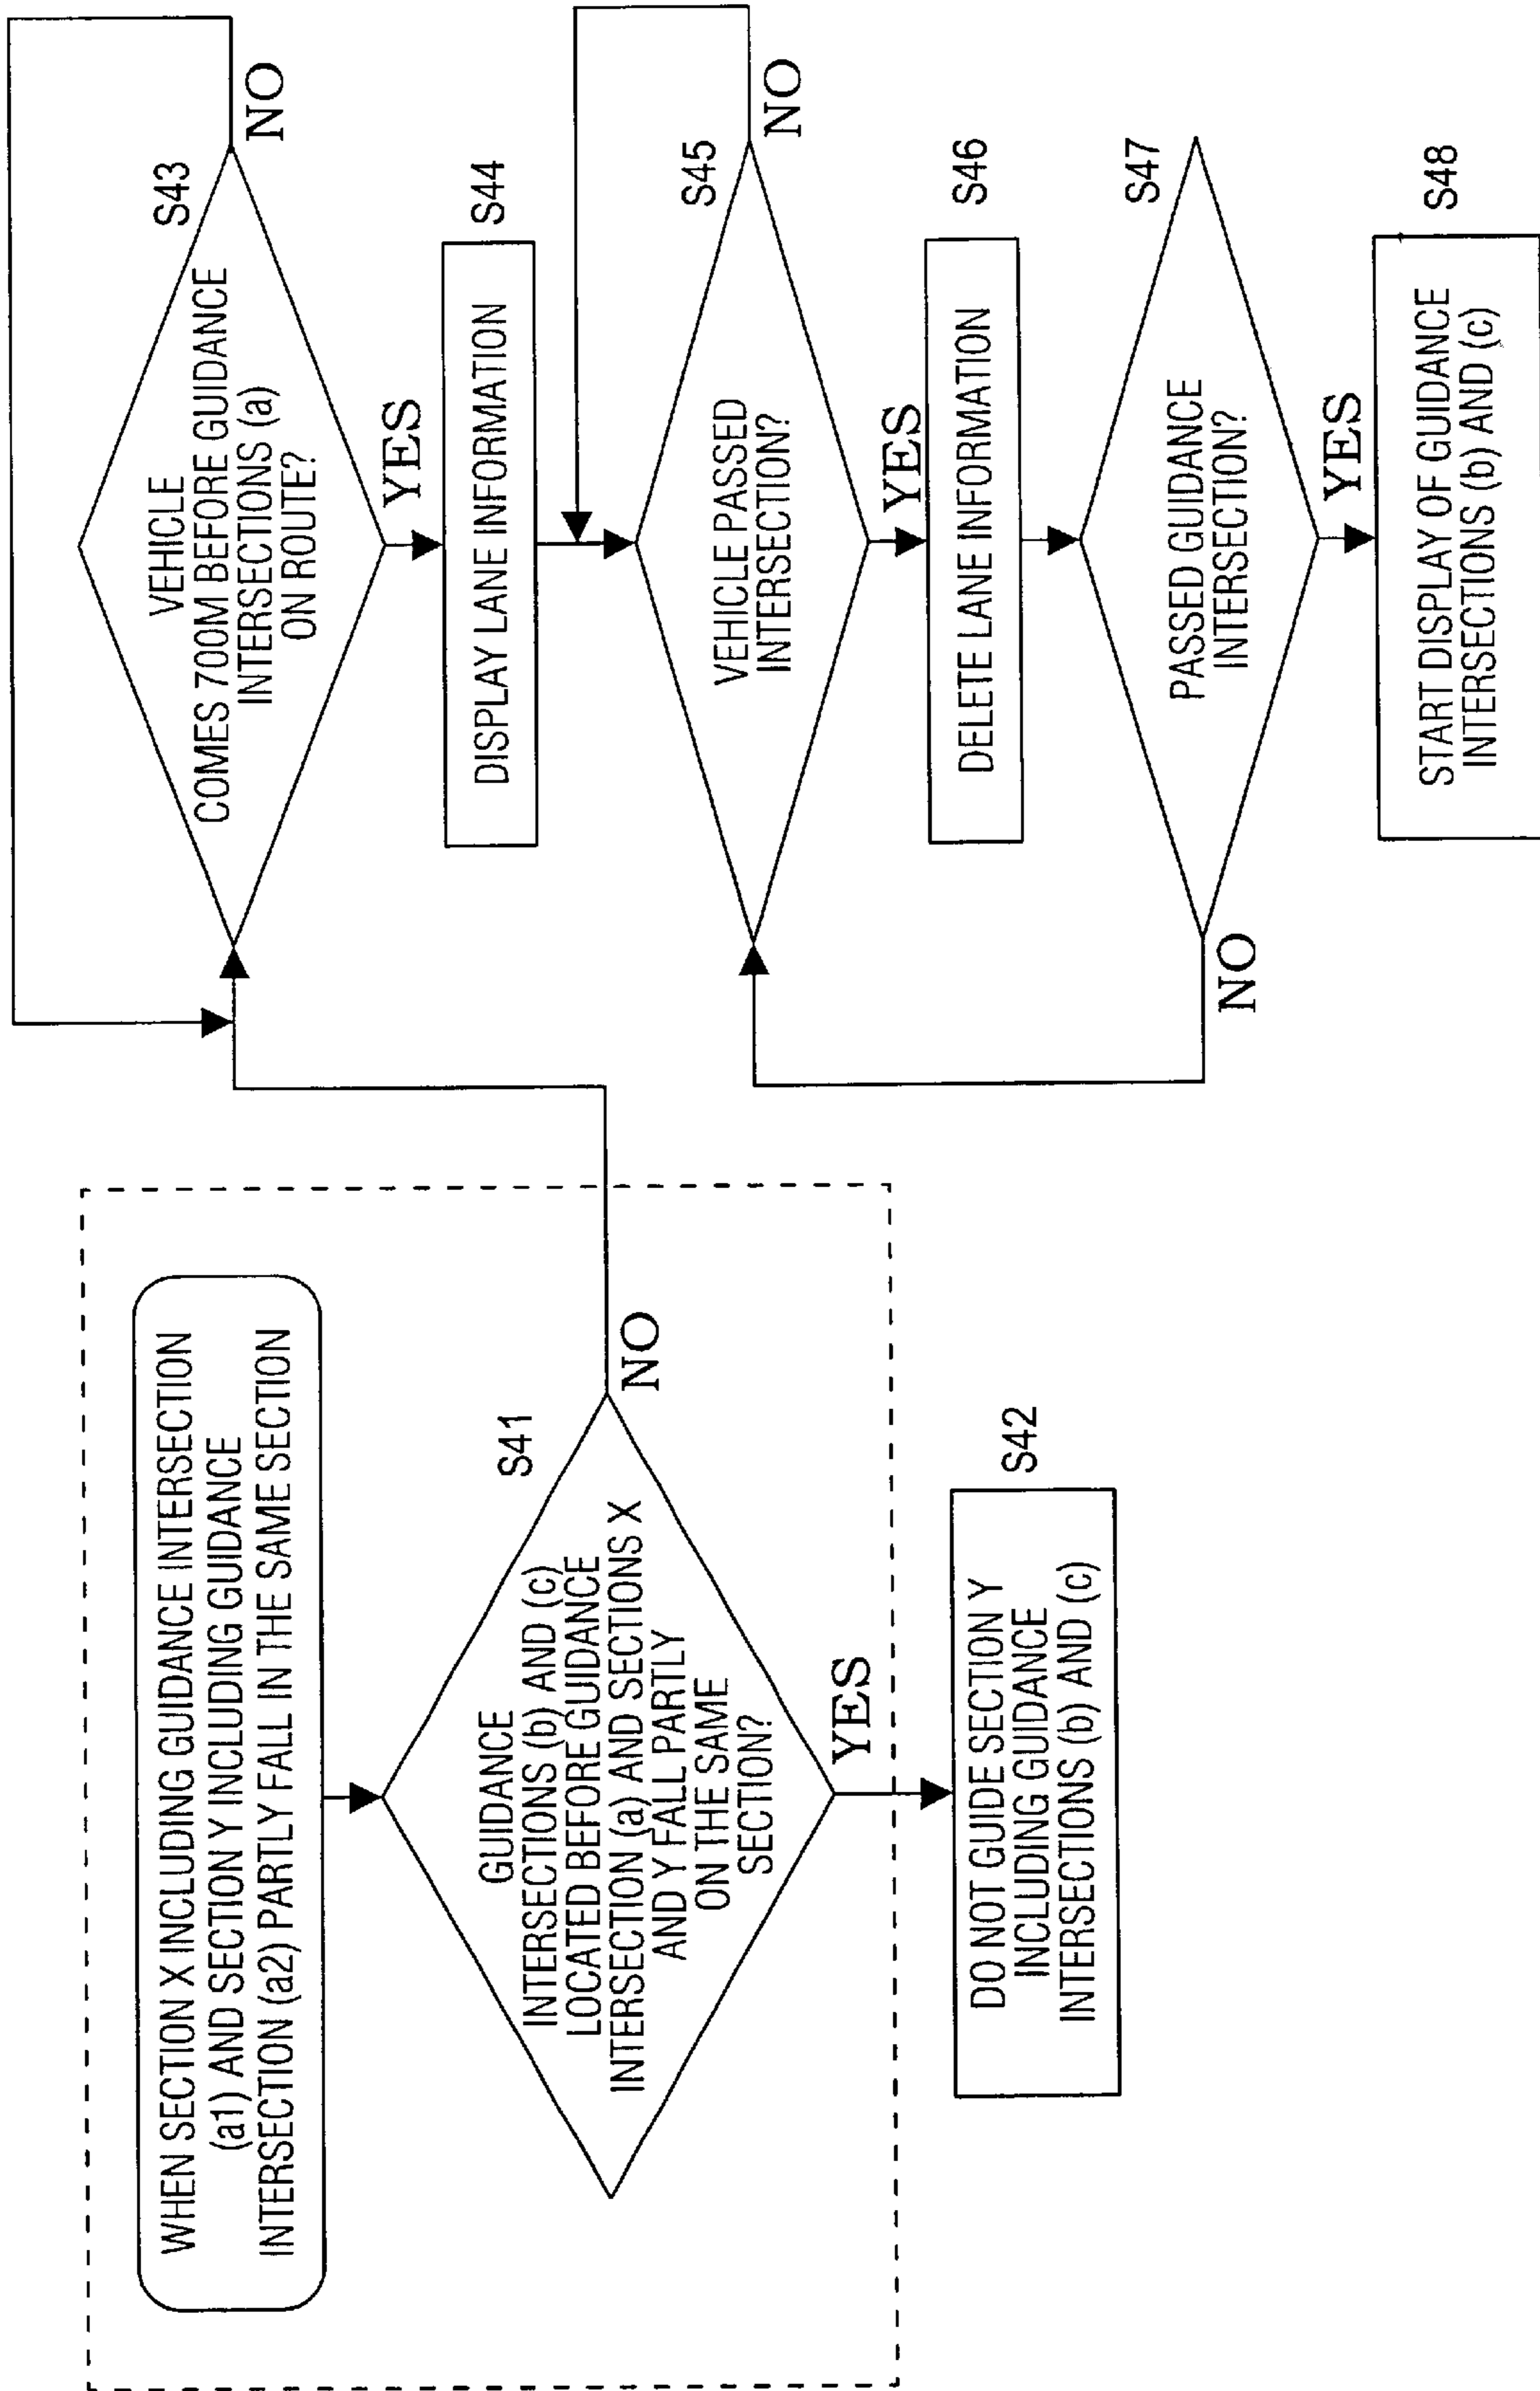 WHEN SECTION X INCLUDING GUIDANCE INTERSECTION
(a1) AND SECTION Y INCLUDING GUIDANCE
INTERSECTION (a2) PARTLY FALL IN THE SAME SECTION
S41
GUIDANCE
INTERSECTIONS (b) AND (c)
LOCATED BEFORE GUIDANCE
INTERSECTION (a) AND SECTIONS X
AND Y FALL PARTLY
ON THE SAME
SECTION?
NO
YES
S42
DO NOT GUIDE SECTION Y
INCLUDING GUIDANCE
INTERSECTIONS (b) AND (c)
S43
VEHICLE
COMES 700M BEFORE GUIDANCE
INTERSECTIONS (a)
ON ROUTE?
NO
YES
S44
DISPLAY LANE INFORMATION
S45
VEHICLE PASSED
INTERSECTION?
NO
YES
S46
DELETE LANE INFORMATION
S47
PASSED GUIDANCE
INTERSECTION?
NO
YES
S48
START DISPLAY OF GUIDANCE
INTERSECTIONS (b) AND (c)